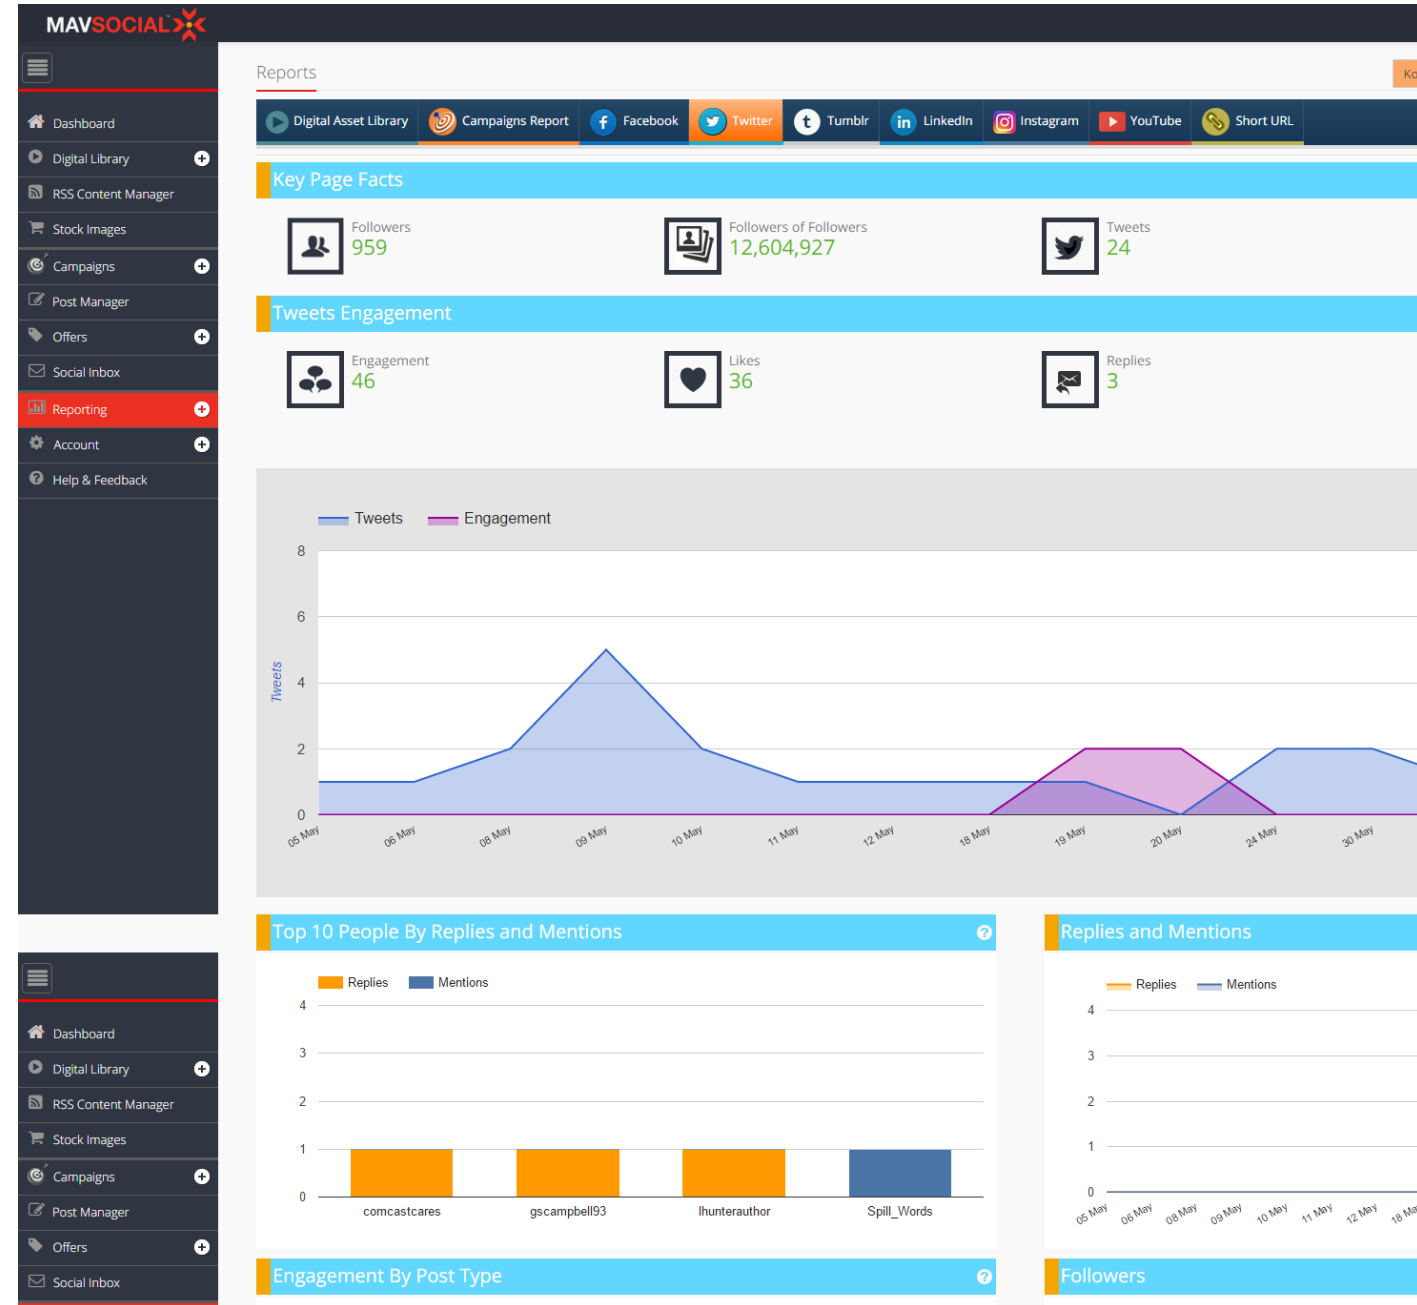 MAVSOCIAL
Reports
Ko
Dashboard
Digital Library
RSS Content Manager
Stock Images
Campaigns
Post Manager
Offers
Social Inbox
Reporting
Account
Help & Feedback
Digital Asset Library Campaigns Report Facebook Twitter Tumblr LinkedIn Instagram YouTube Short URL
Key Page Facts
Followers
959
Followers of Followers
12,604,927
Tweets
24
Tweets Engagement
Engagement
46
Likes
36
Replies
3
Tweets Engagement
8
6
4
2
0
Tweets
05 May 06 May 08 May 09 May 10 May 11 May 12 May 18 May 19 May 20 May 24 May 30 May
Dashboard
Digital Library
RSS Content Manager
Stock Images
Campaigns
Post Manager
Offers
Social Inbox
Top 10 People By Replies and Mentions
Replies Mentions
4
3
2
1
0
comcastcares gscampbell93 lhunterauthor Spill_Words
Replies and Mentions
Replies Mentions
4
3
2
1
0
05 May 06 May 08 May 09 May 10 May 11 May 12 May 18 Ma
Engagement By Post Type
Followers